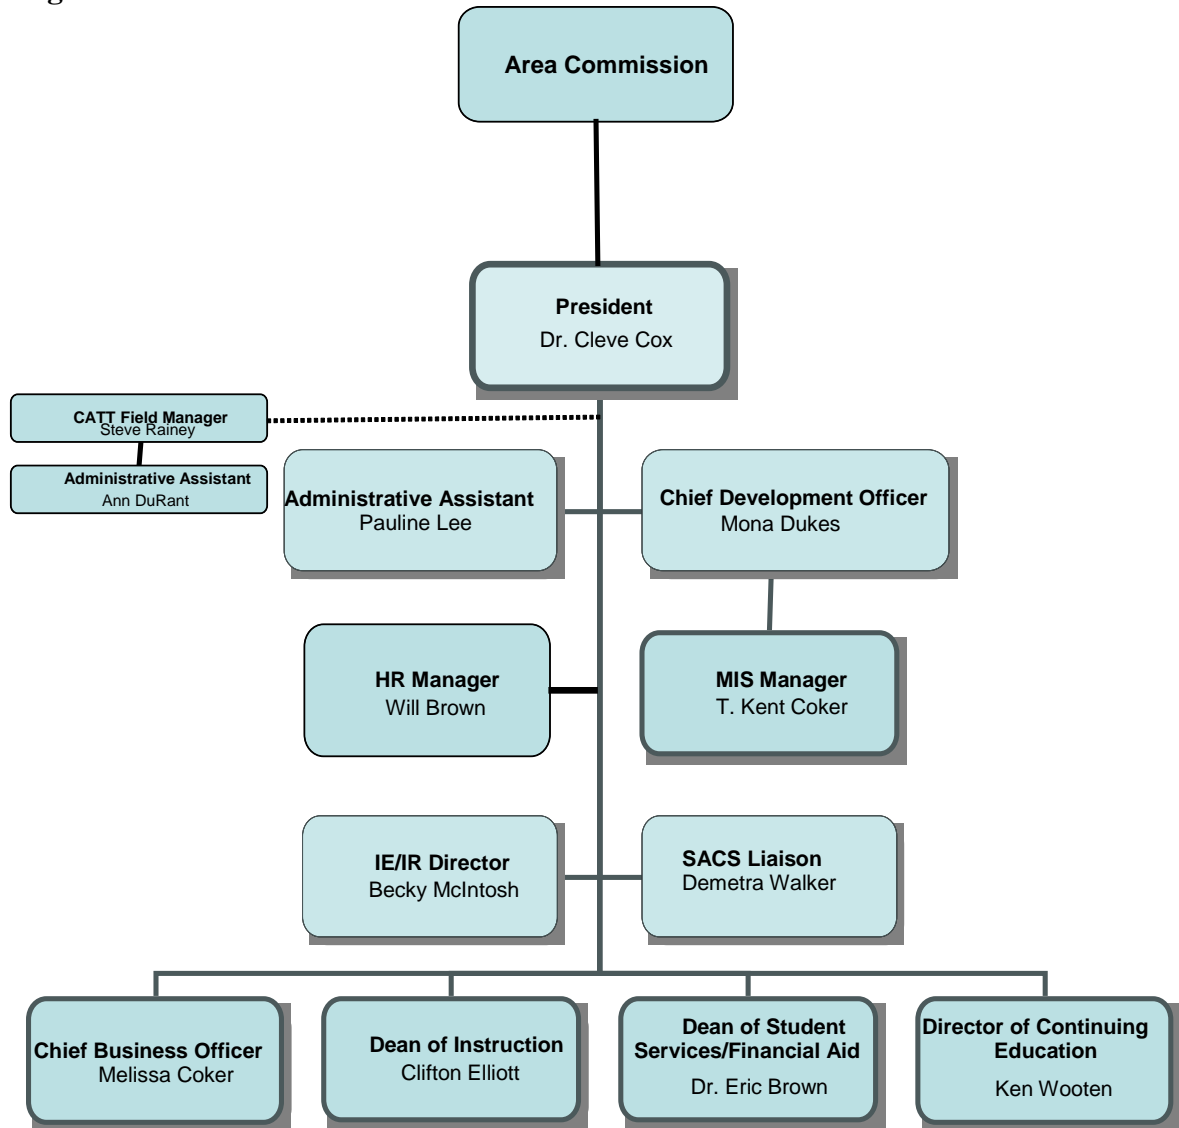 Area Commission
President
Dr. Cleve Cox
CATT Field Manager
Steve Rainey
Administrative Assistant
Ann DuRant
Administrative Assistant
Pauline Lee
Chief Development Officer
Mona Dukes
HR Manager
Will Brown
MIS Manager
T. Kent Coker
IE/IR Director
Becky McIntosh
SACS Liaison
Demetra Walker
Chief Business Officer
Melissa Coker
Dean of Instruction
Clifton Elliott
Dean of Student
Services/Financial Aid
Dr. Eric Brown
Director of Continuing
Education
Ken Wooten